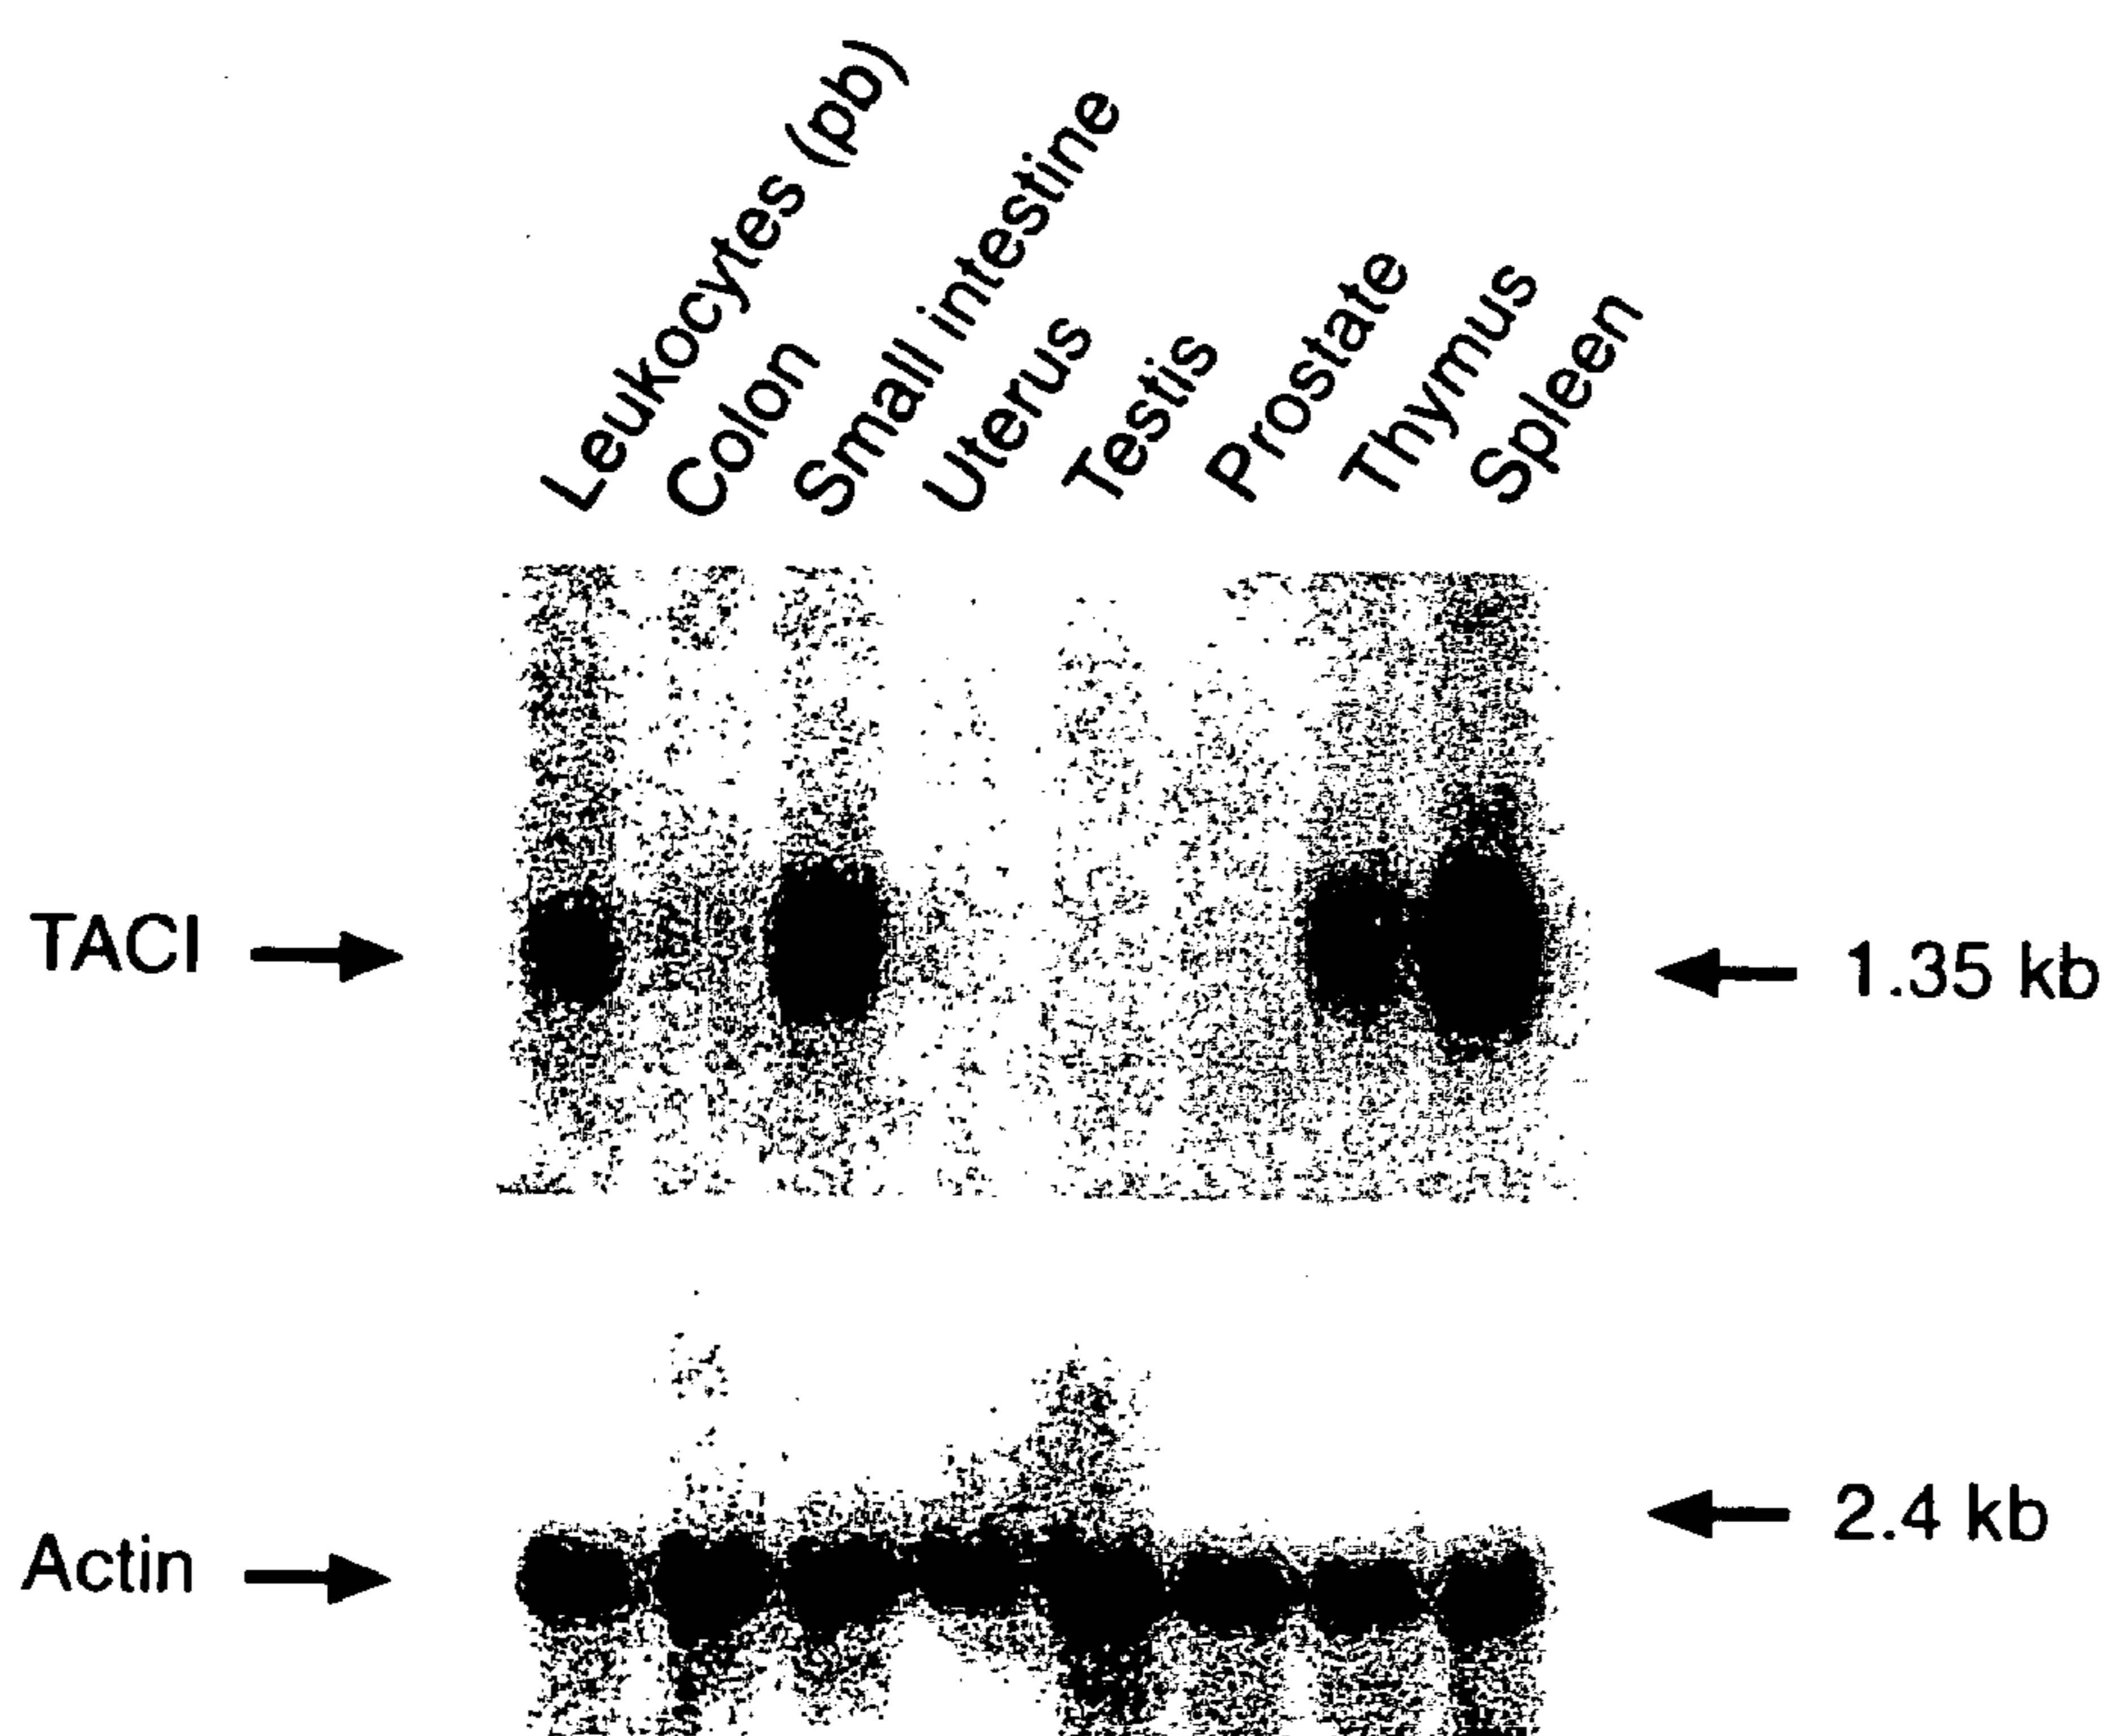 Leukocytes (pb)
Colon
Small intestine
Uterus
Testis
Prostate
Thymus
Spleen
TACI
1.35 kb
2.4 kb
Actin